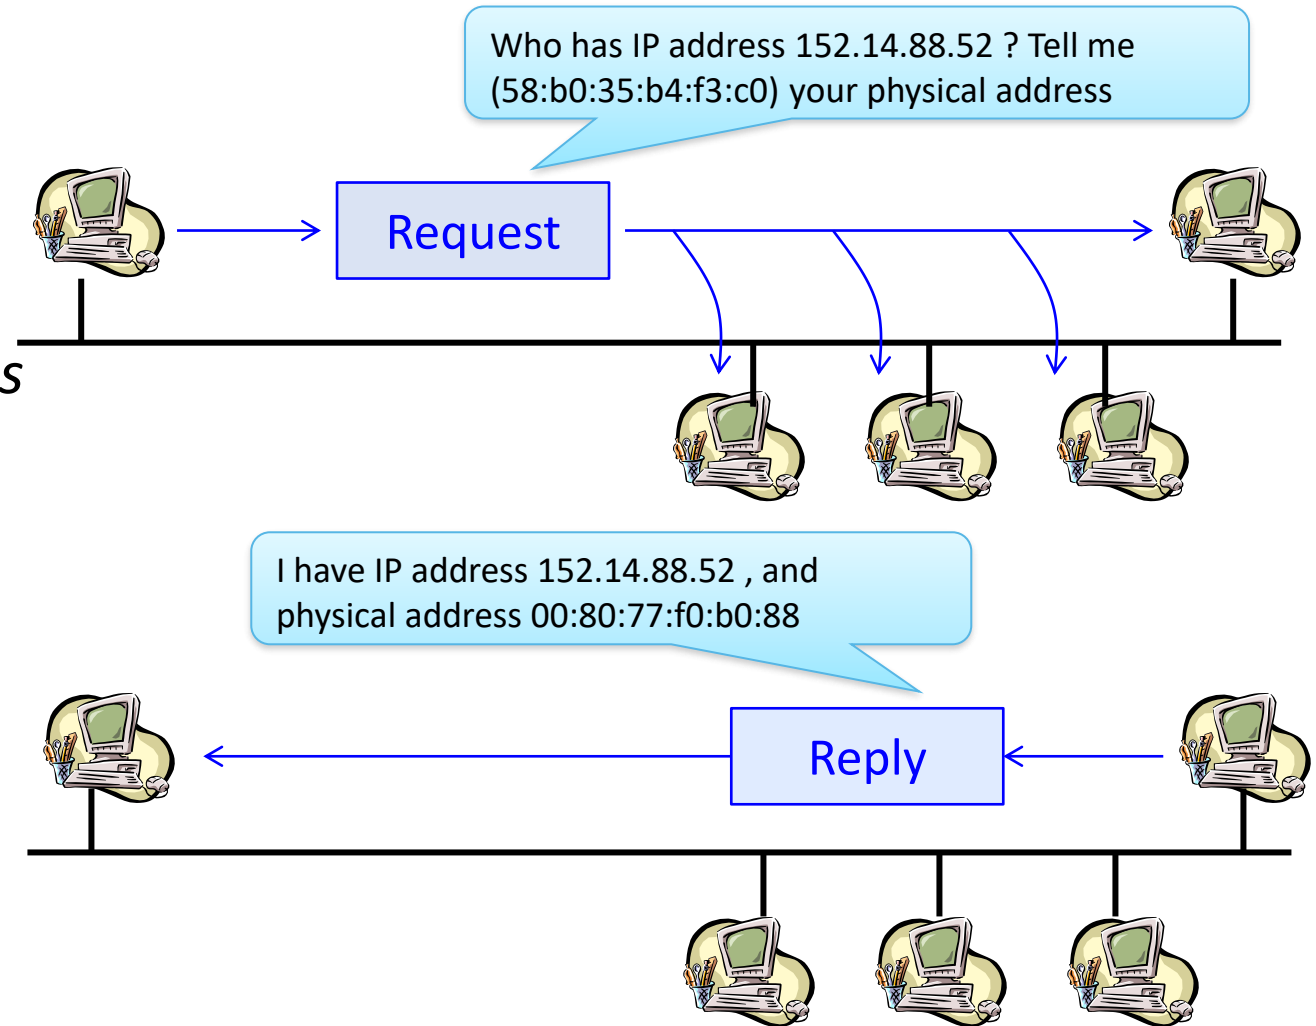 Who has IP address 152.14.88.52 ? Tell me
(58:b0:35:b4:f3:c0) your physical address
Request
s
I have IP address 152.14.88.52 , and
physical address 00:80:77:f0:b0:88
Reply